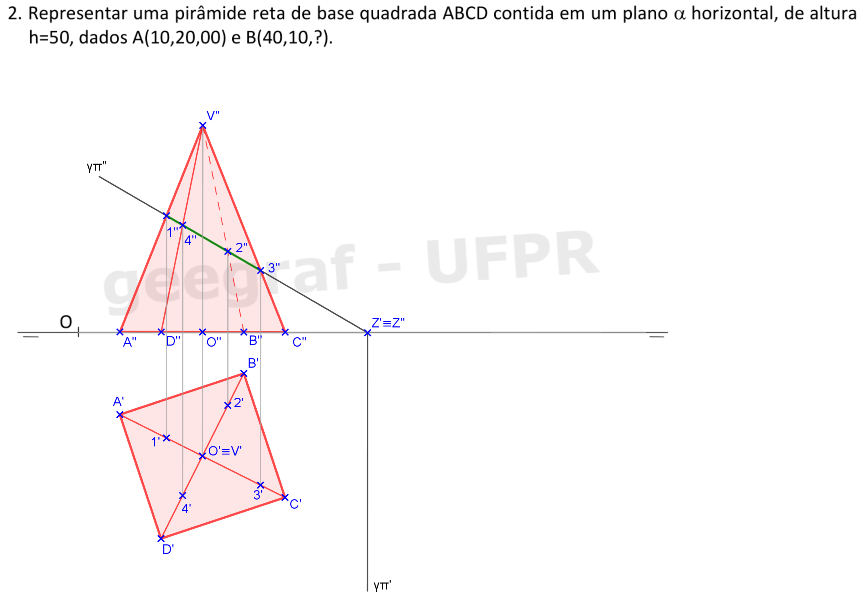 2. Representar uma pirâmide reta de base quadrada ABCD contida em um plano α horizontal, de altura
h=50, dados A(10,20,00) e B(40,10,?).
V"
γπ"
1"
4"
2"
3"
geegraf - UFPR
O
Z'≡Z"
A"
D"
O"
B"
C"
B'
A'
2'
1'
O'≡V'
3'
C'
4'
D'
γπ'